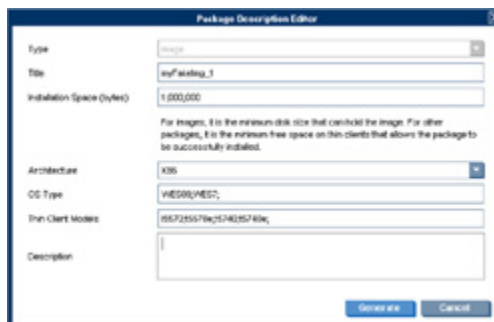 Package Description Editor
Type
Image
Title
Installation Space (bytes)
1,000,000
For images, it is the minimum disk size that can hold the image. For other
packages, it is the minimum free space on thin clients that allows the package to
be successfully installed.
Architecture
X86
OS Type
WES7;
Thin Client Models
Description
Generate
Cancel